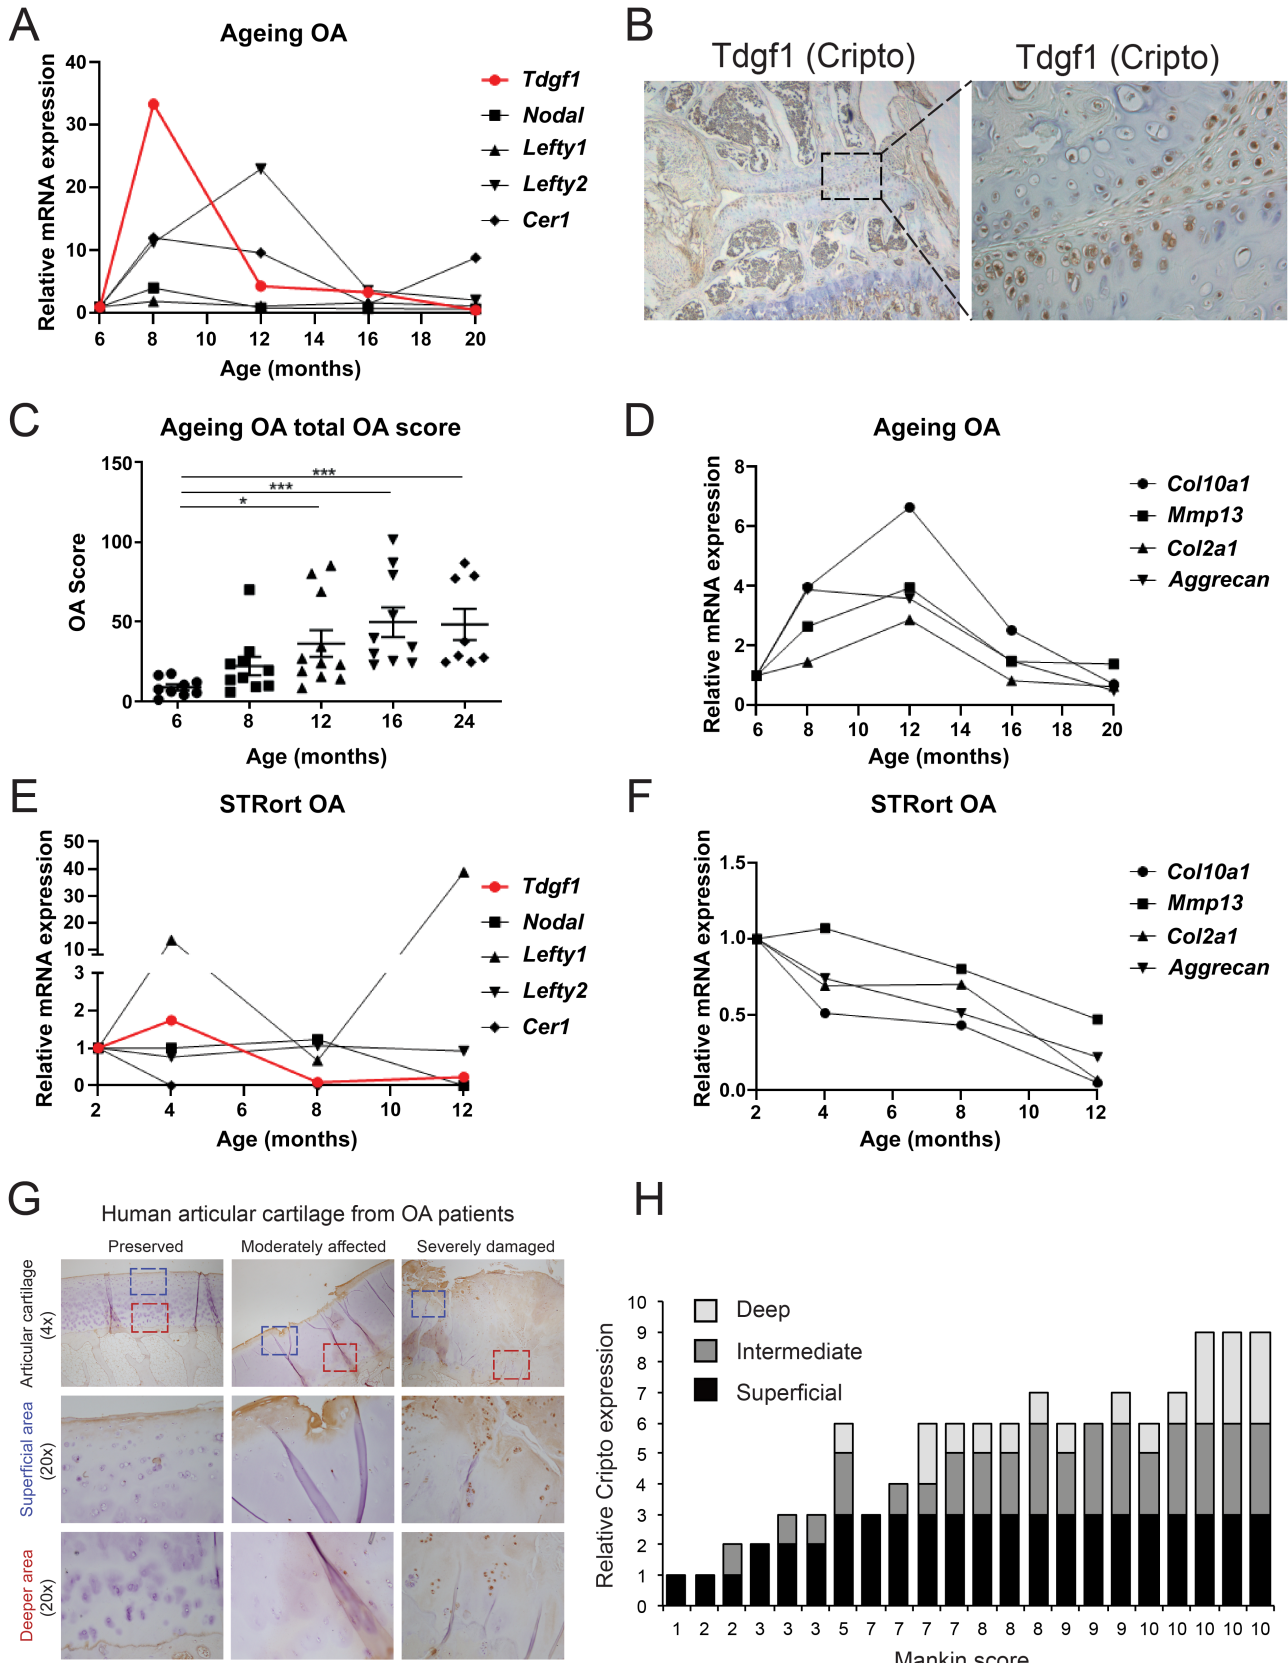 A
Ageing OA
Relative mRNA expression
40
30
20
10
0
6 8 10 12 14 16 18 20
Age (months)
Tdgf1
Nodal
Lefty1
Lefty2
Cer1
B
Tdgf1 (Cripto) Tdgf1 (Cripto)
C
Ageing OA total OA score
OA Score
150
100
50
0
***
***
*
6 8 12 16 24
Age (months)
D
Ageing OA
Relative mRNA expression
8
6
4
2
0
6 8 10 12 14 16 18 20
Age (months)
Col10a1
Mmp13
Col2a1
Aggrecan
E
STRort OA
Relative mRNA expression
50
40
30
20
10
3
2
1
0
2 4 6 8 10 12
Age (months)
Tdgf1
Nodal
Lefty1
Lefty2
Cer1
F
STRort OA
Relative mRNA expression
1.5
1.0
0.5
0.0
2 4 6 8 10 12
Age (months)
Col10a1
Mmp13
Col2a1
Aggrecan
G
Human articular cartilage from OA patients
Preserved Moderately affected Severely damaged
Articular cartilage
(4x)
Superficial area
(20x)
Deeper area
(20x)
H
Relative Cripto expression
10
9
8
7
6
5
4
3
2
1
0
Deep
Intermediate
Superficial
1 2 2 3 3 3 5 7 7 7 7 8 8 8 9 9 9 10 10 10 10 10
Mankin score